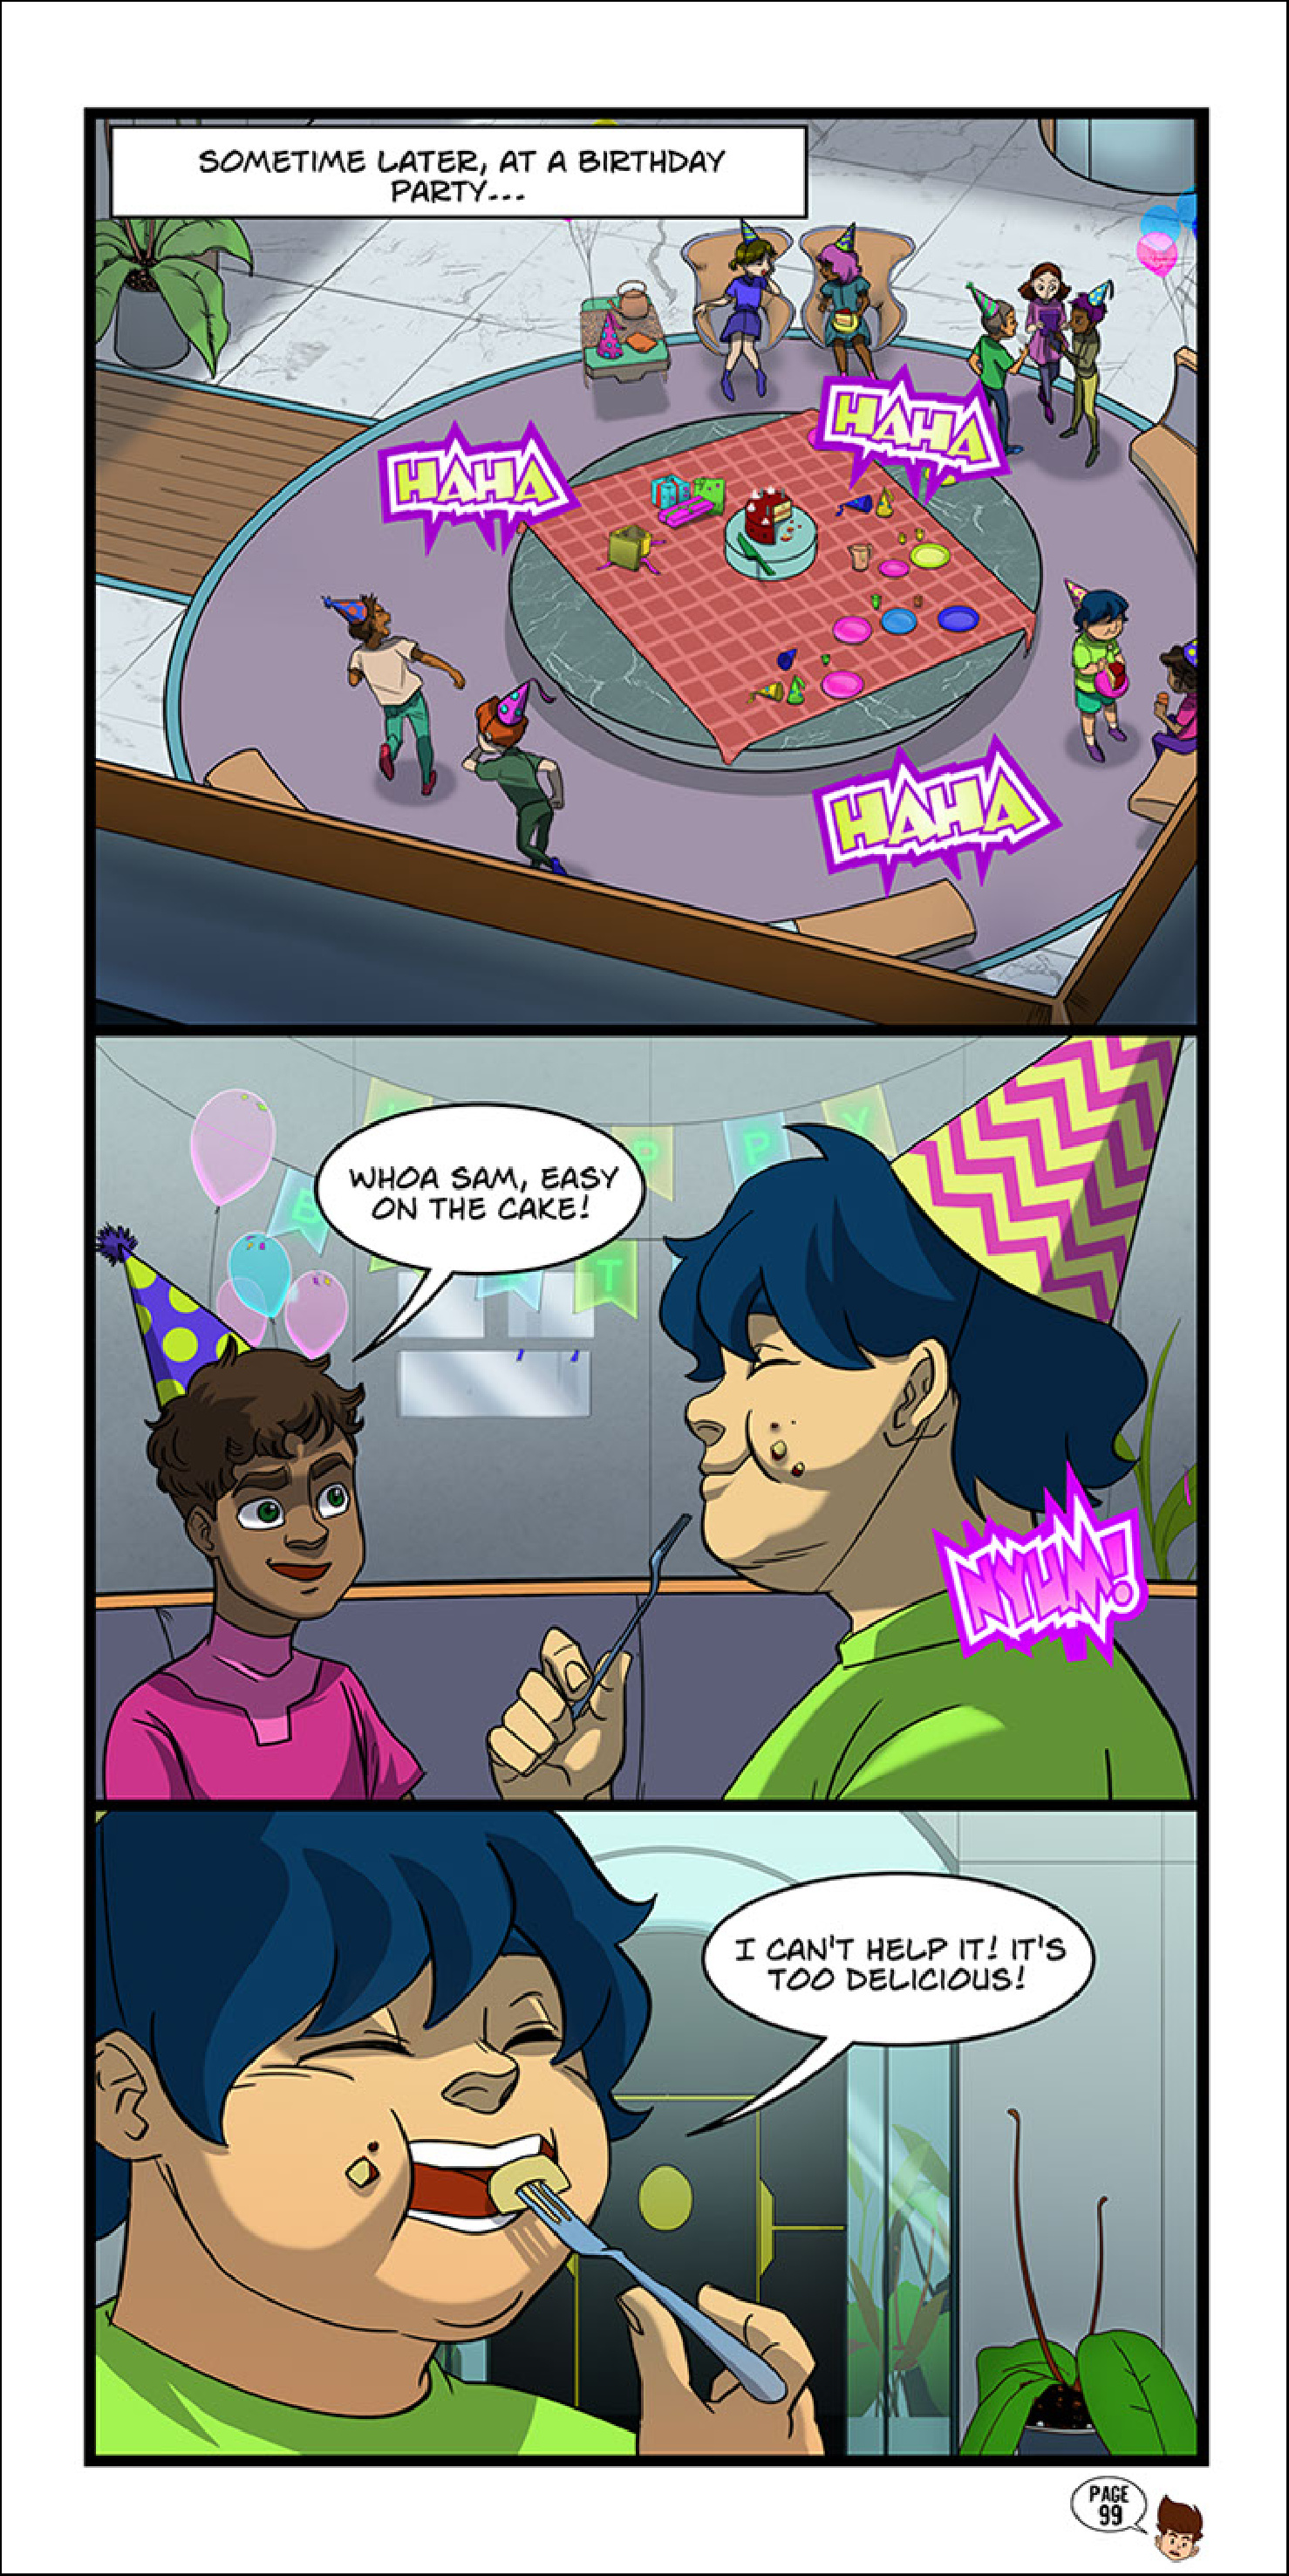 SOMETIME LATER, AT A BIRTHDAY
PARTY...
HAHA
HAHA
HAHA
P
P
Y
B
T
WHOA SAM, EASY
ON THE CAKE!
NYUM!
I CAN'T HELP IT! IT'S
TOO DELICIOUS!
PAGE
99